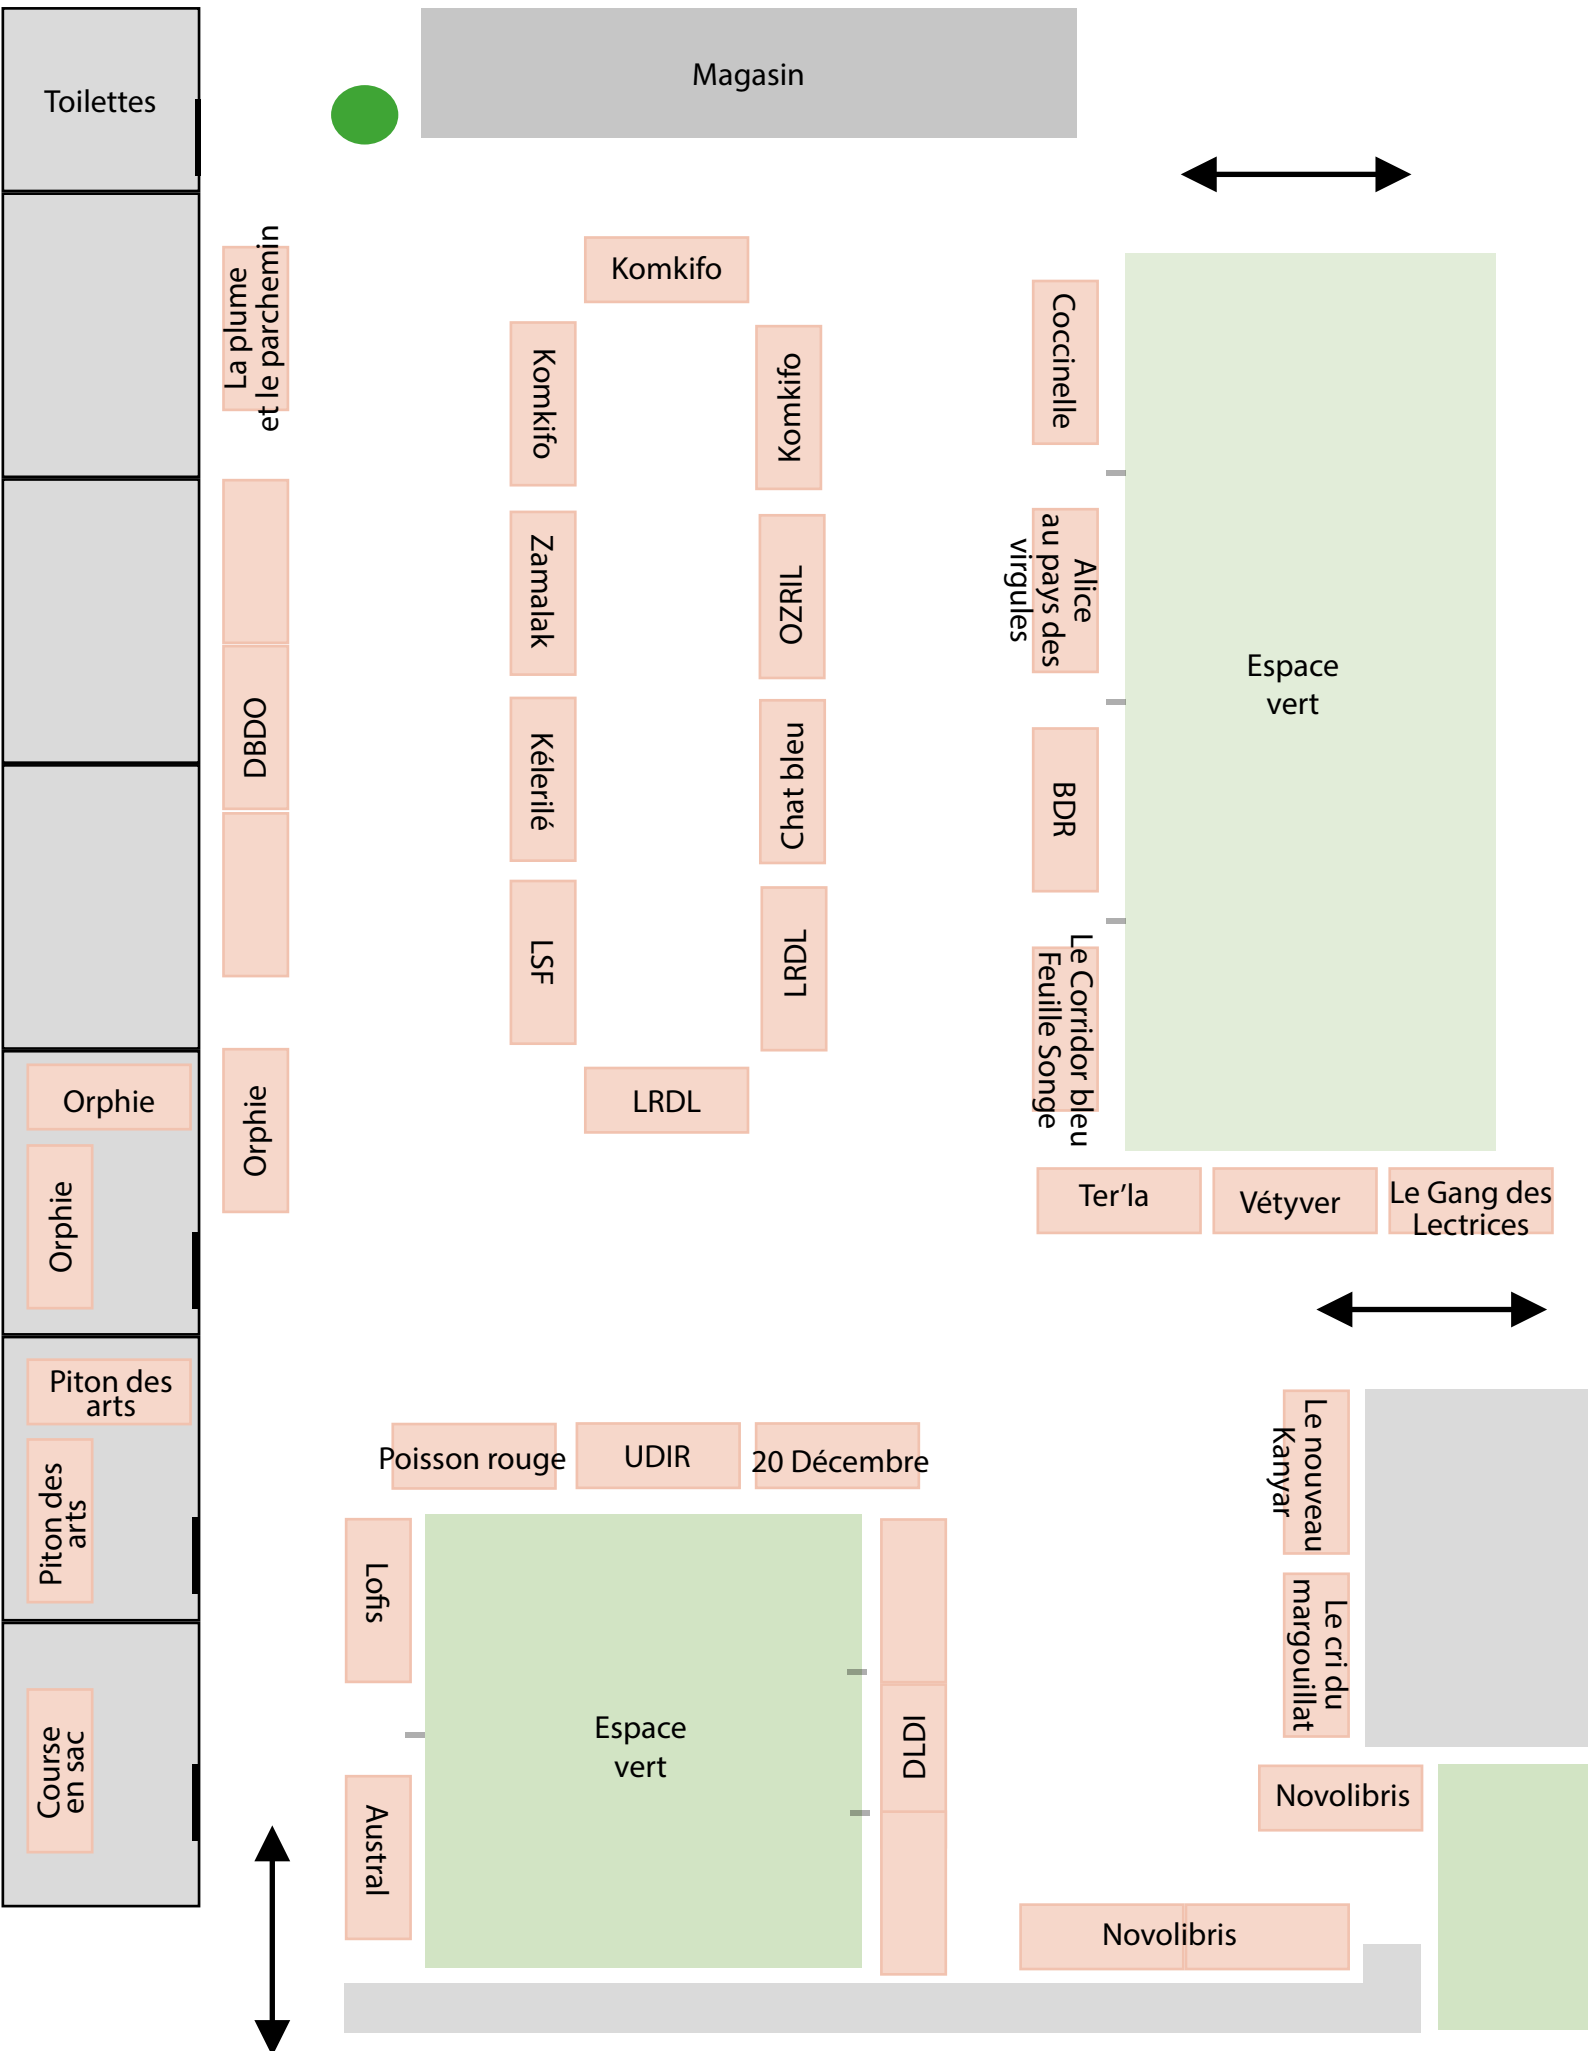 Toilettes
Magasin
La plume
et le parchemin
DBDO
Orphie
Orphie
Orphie
Piton des
arts
Piton des
arts
Course
en sac
Komkifo
Komkifo
Komkifo
Zamalak
OZRIL
Kélerilé
Chat bleu
LSF
LRDL
LRDL
Coccinelle
Alice
au pays des
virgules
BDR
Le Corridor bleu
Feuille Songe
Espace
vert
Ter’la
Vétyver
Le Gang des
Lectrices
Poisson rouge
UDIR
20 Décembre
Lofis
Austral
Espace
vert
DLDI
Le nouveau
Kanyar
Le cri du
margouillat
Novolibris
Novolibris